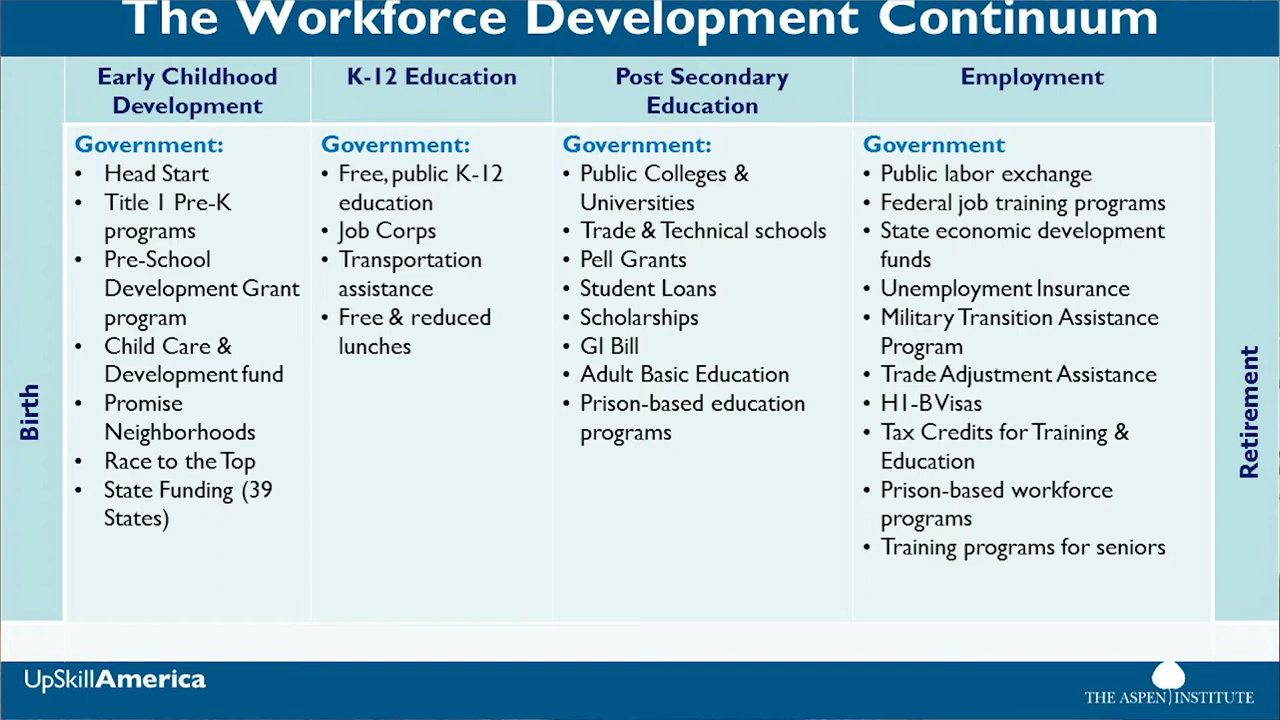 The Workforce Development Continuum
Birth
Early Childhood
Development
Government:
• Head Start
• Title 1 Pre-K
programs
• Pre-School
Development Grant
program
• Child Care &
Development fund
• Promise
Neighborhoods
• Race to the Top
• State Funding (39
States)
K-12 Education
Government:
• Free, public K-12
education
• Job Corps
• Transportation
assistance
• Free & reduced
lunches
Post Secondary
Education
Government:
• Public Colleges &
Universities
• Trade & Technical schools
• Pell Grants
• Student Loans
• Scholarships
• GI Bill
• Adult Basic Education
• Prison-based education
programs
Employment
Government
• Public labor exchange
• Federal job training programs
• State economic development
funds
• Unemployment Insurance
• Military Transition Assistance
Program
• Trade Adjustment Assistance
• H1-B Visas
• Tax Credits for Training &
Education
• Prison-based workforce
programs
• Training programs for seniors
Retirement
UpSkillAmerica
THE ASPEN INSTITUTE